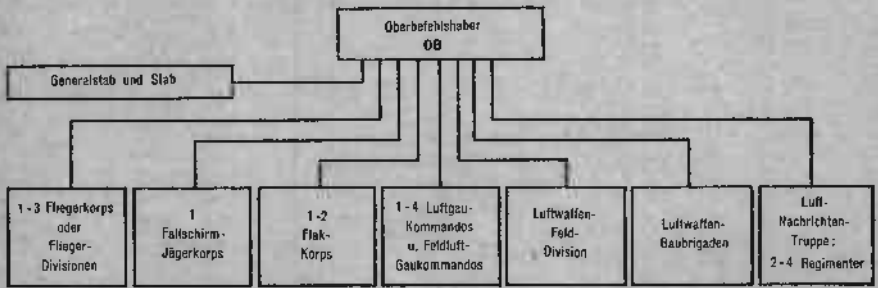 Oberbefehlshaber
OB
Generalstab und Stab
1-3 Fliegerkorps
oder
Flieger-
Divisionen
1
Fallschirm-
Jägerkorps
1-2
Flak-
Korps
1-4 Luftgau-
Kommandos
u. Feldluft-
Gaukommandos
Luftwaffen-
Feld-
Division
Luftwaffen-
Baubrigaden
Luft-
Nachrichten-
Truppe:
2-4 Regimenter